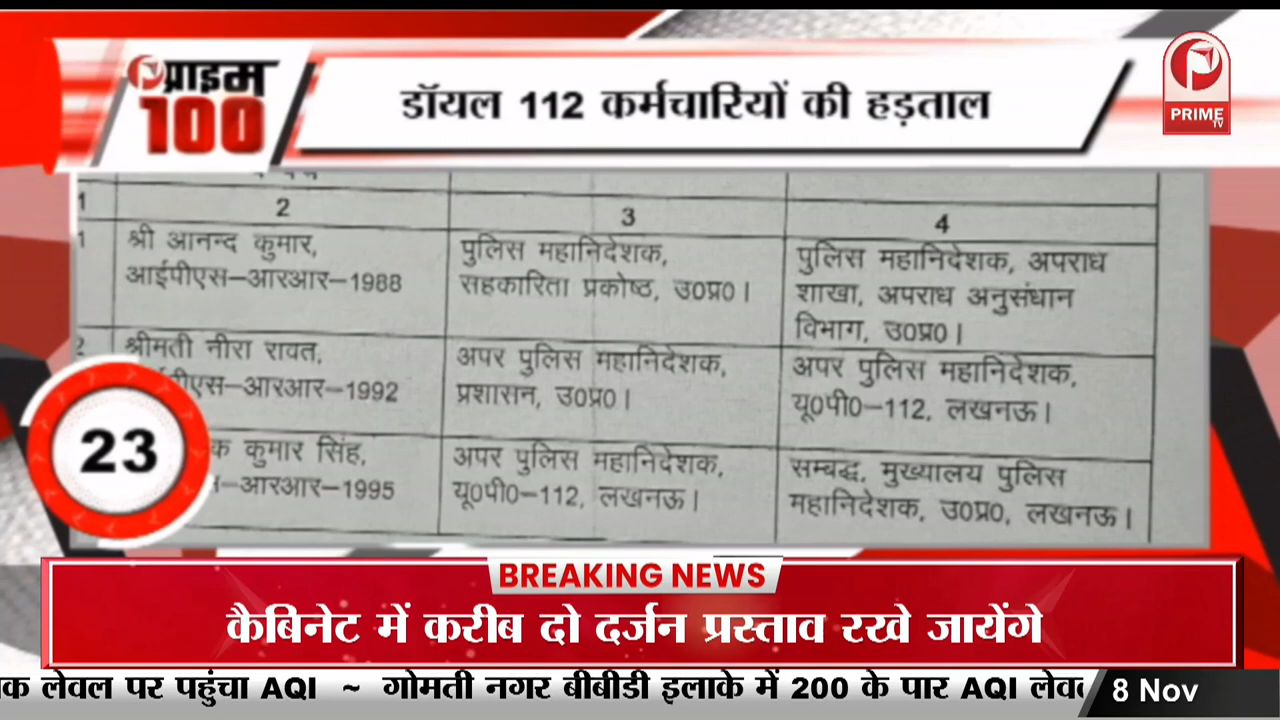 प्राइम
100
डॉयल 112 कर्मचारियों की हड़ताल
PRIME
TV
1 2 3 4
1 श्री आनन्द कुमार,
आईपीएस–आरआर–1988
पुलिस महानिदेशक,
सहकारिता प्रकोष्ठ, उ0प्र0।
पुलिस महानिदेशक, अपराध
शाखा, अपराध अनुसंधान
विभाग, उ0प्र0।
2 श्रीमती नीरा रावत,
पीएस–आरआर–1992
अपर पुलिस महानिदेशक,
प्रशासन, उ0प्र0।
अपर पुलिस महानिदेशक,
यू0पी0–112, लखनऊ।
कुमार सिंह,
–आरआर–1995
अपर पुलिस महानिदेशक,
यू0पी0–112, लखनऊ।
सम्बद्ध, मुख्यालय पुलिस
महानिदेशक, उ0प्र0, लखनऊ।
23
BREAKING NEWS
कैबिनेट में करीब दो दर्जन प्रस्ताव रखे जायेंगे
क लेवल पर पहुंचा AQI ~ गोमती नगर बीबीडी इलाके में 200 के पार AQI लेव
8 Nov